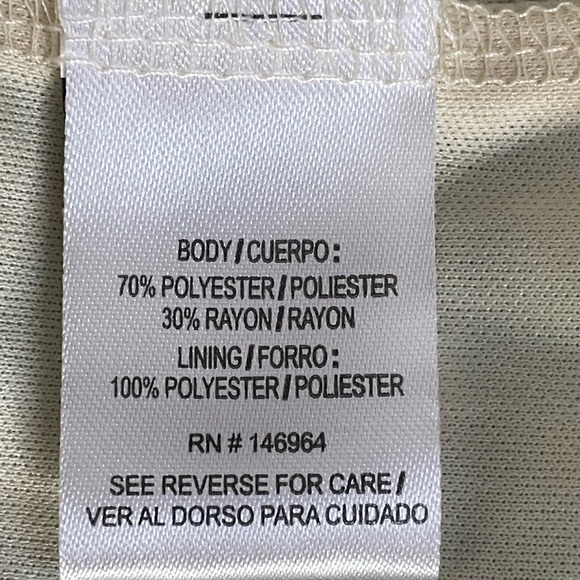 BODY/CUERPO:
70% POLYESTER/POLIESTER
30% RAYON/RAYON
LINING/FORRO:
100% POLYESTER/POLIESTER
RN # 146964
SEE REVERSE FOR CARE/
VER AL DORSO PARA CUIDADO